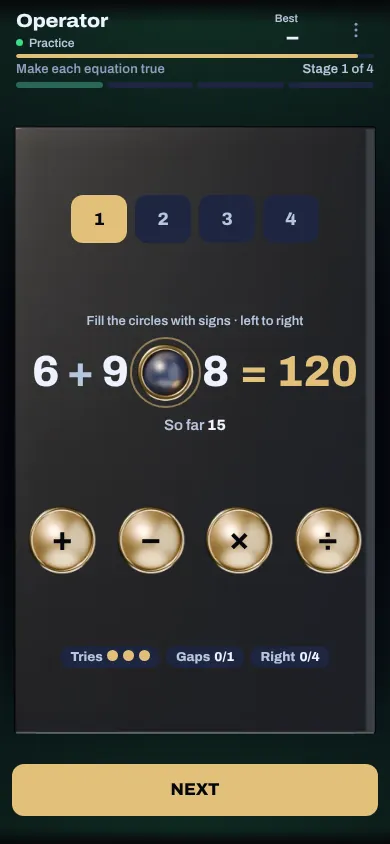 Operator
Best
Practice
–
Make each equation true
Stage 1 of 4
1 2 3 4
Fill the circles with signs · left to right
6 + 9 8 = 120
So far 15
+ − × ÷
Tries Gaps 0/1 Right 0/4
NEXT